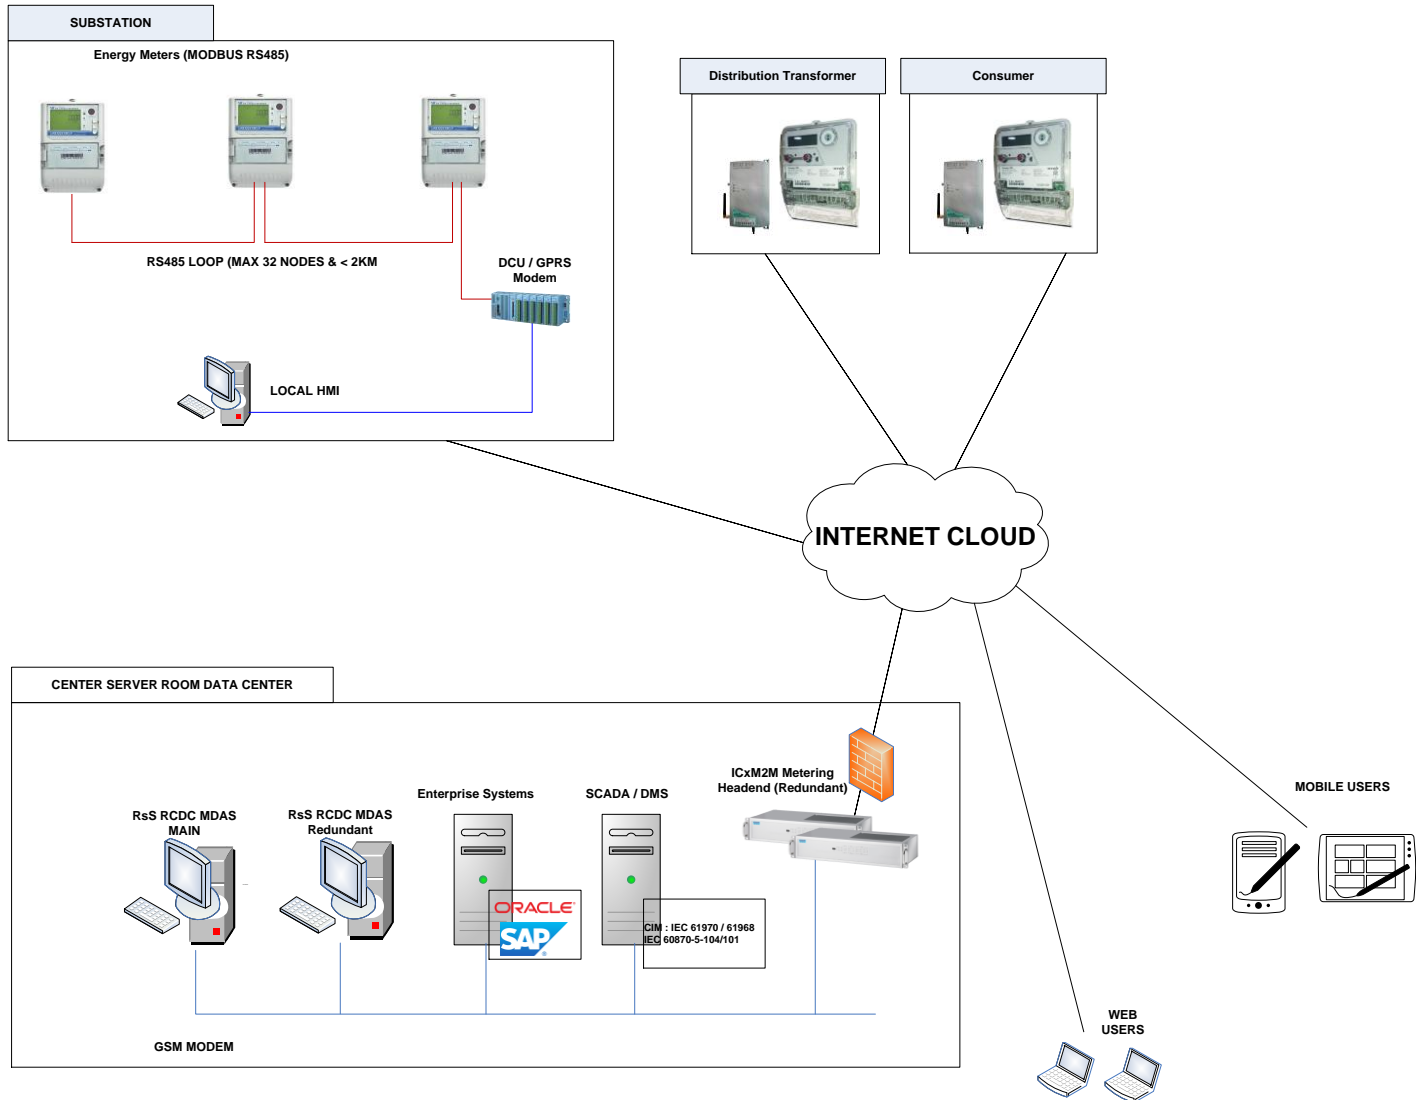 SUBSTATION
Energy Meters (MODBUS RS485)
RS485 LOOP (MAX 32 NODES & < 2KM
DCU / GPRS
Modem
LOCAL HMI
Distribution Transformer
Consumer
INTERNET CLOUD
CENTER SERVER ROOM DATA CENTER
RsS RCDC MDAS
MAIN
RsS RCDC MDAS
Redundant
Enterprise Systems
ORACLE
SAP
SCADA / DMS
CIM : IEC 61970 / 61968
IEC 60870-5-104/101
ICxM2M Metering
Headend (Redundant)
GSM MODEM
MOBILE USERS
WEB
USERS